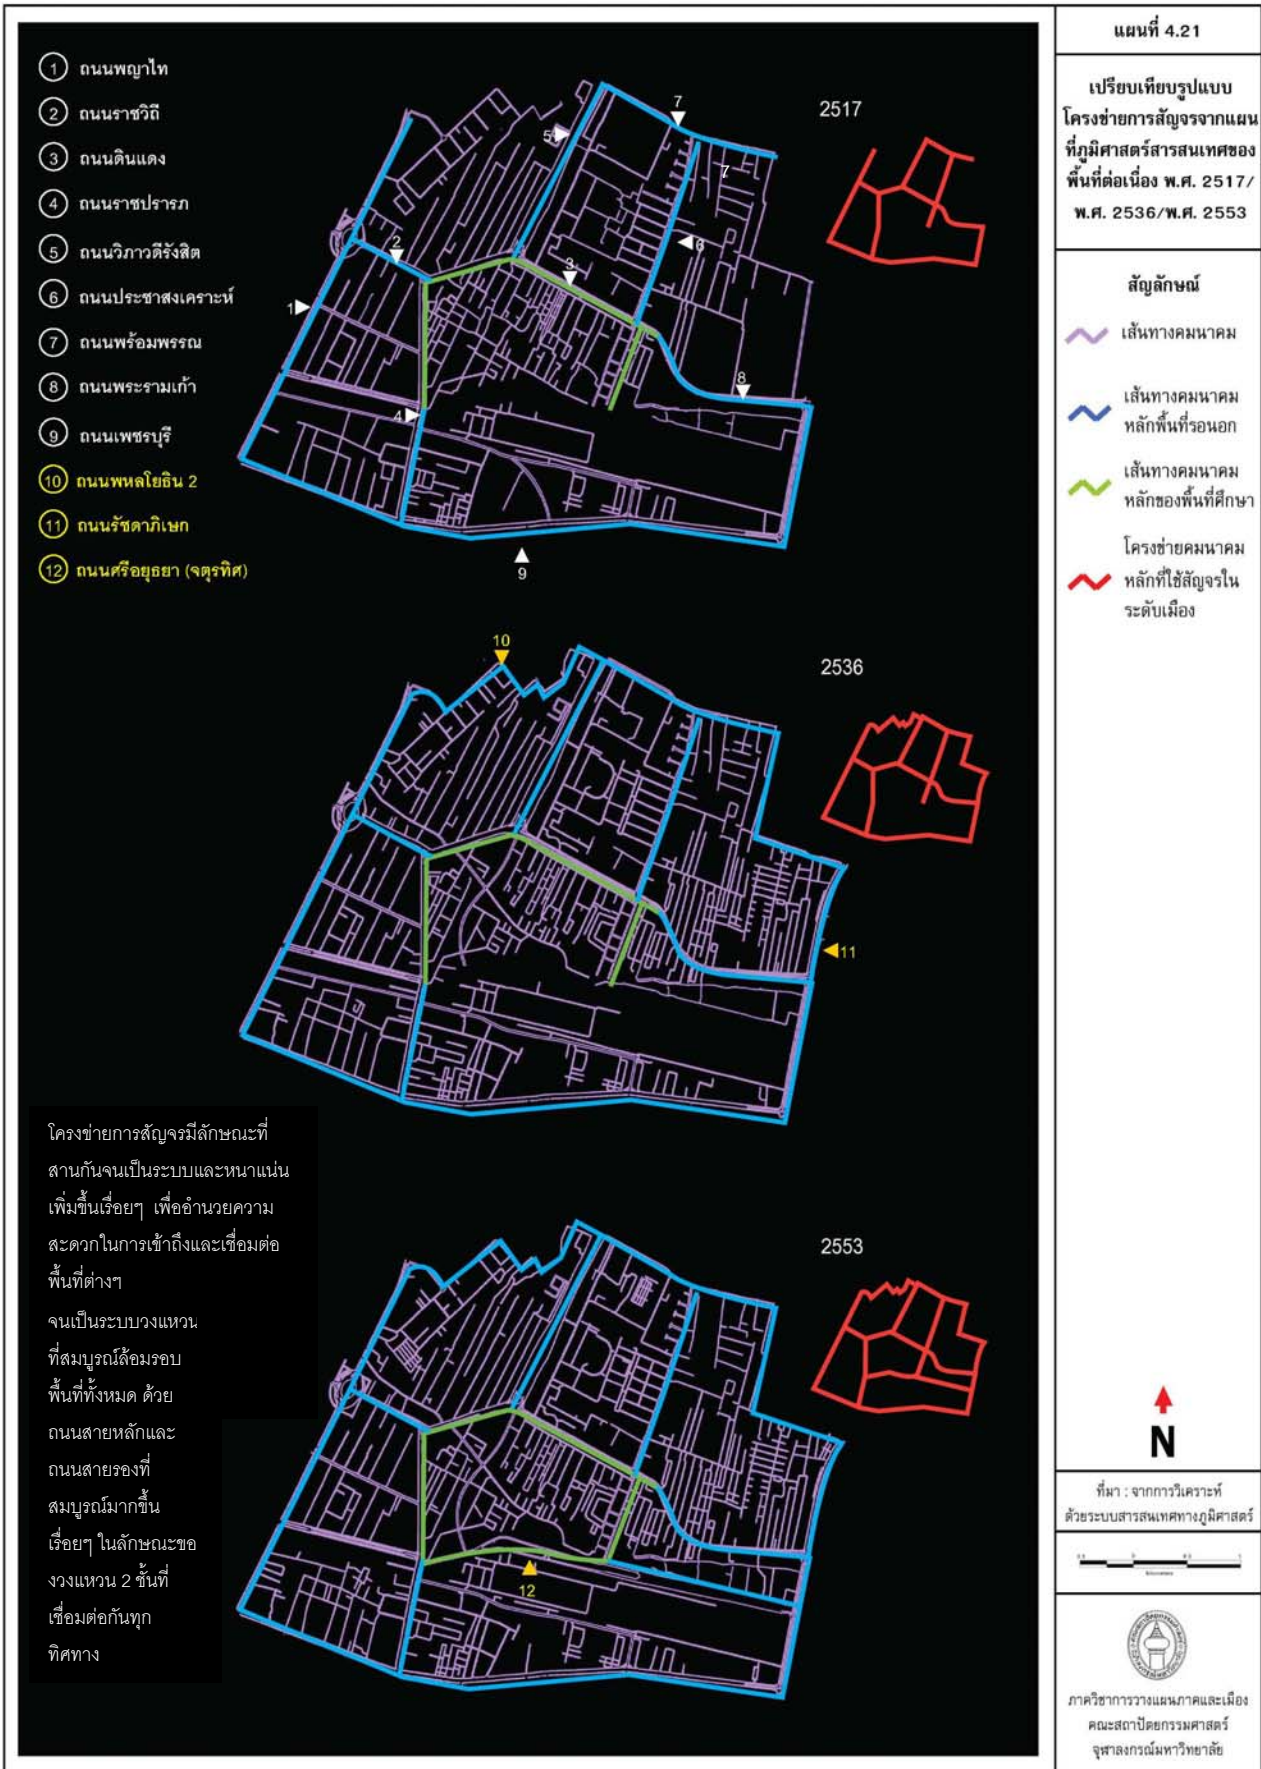 1 ถนนพญาไท
2 ถนนราชวิถี
3 ถนนดินแดง
4 ถนนราชปรารภ
5 ถนนวิภาวดีรังสิต
6 ถนนประชาสงเคราะห์
7 ถนนพร้อมพรรณ
8 ถนนพระรามเก้า
9 ถนนเพชรบุรี
10 ถนนพหลโยธิน 2
11 ถนนรัชดาภิเษก
12 ถนนศรีอยุธยา (จตุรทิศ)
2517
7
5
7
2
6
3
1
8
4
9
2536
10
11
2553
12
โครงข่ายการสัญจรมีลักษณะที่
สานกันจนเป็นระบบและหนาแน่น
เพิ่มขึ้นเรื่อยๆ เพื่ออำนวยความ
สะดวกในการเข้าถึงและเชื่อมต่อ
พื้นที่ต่างๆ
จนเป็นระบบวงแหวน
ที่สมบูรณ์ล้อมรอบ
พื้นที่ทั้งหมด ด้วย
ถนนสายหลักและ
ถนนสายรองที่
สมบูรณ์มากขึ้น
เรื่อยๆ ในลักษณะขอ
งวงแหวน 2 ชั้นที่
เชื่อมต่อกันทุก
ทิศทาง
แผนที่ 4.21
เปรียบเทียบรูปแบบ
โครงข่ายการสัญจรจากแผน
ที่ภูมิศาสตร์สารสนเทศของ
พื้นที่ต่อเนื่อง พ.ศ. 2517/
พ.ศ. 2536/พ.ศ. 2553
สัญลักษณ์
เส้นทางคมนาคม
เส้นทางคมนาคม
หลักพื้นที่รอนอก
เส้นทางคมนาคม
หลักของพื้นที่ศึกษา
โครงข่ายคมนาคม
หลักที่ใช้สัญจรใน
ระดับเมือง
N
ที่มา : จากการวิเคราะห์
ด้วยระบบสารสนเทศทางภูมิศาสตร์
ภาควิชาการวางแผนภาคและเมือง
คณะสถาปัตยกรรมศาสตร์
จุฬาลงกรณ์มหาวิทยาลัย